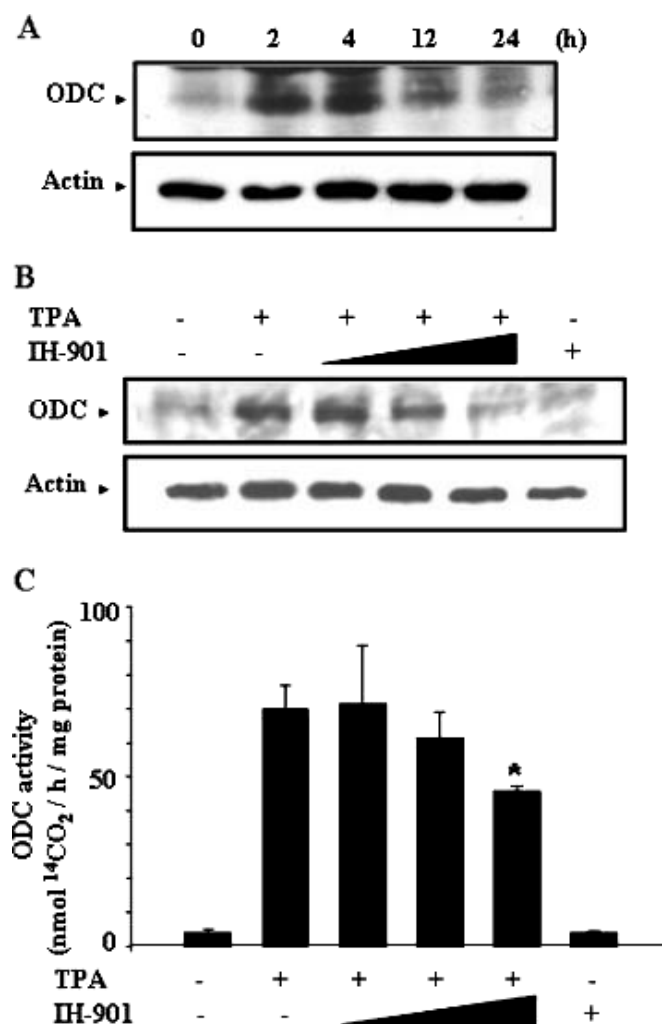 A
0 2 4 12 24 (h)
ODC
Actin
B
TPA - + + + + -
IH-901 - - +
ODC
Actin
C
100
50
0
ODC activity
(nmol ¹⁴CO₂ / h / mg protein)
*
TPA - + + + + -
IH-901 - - +